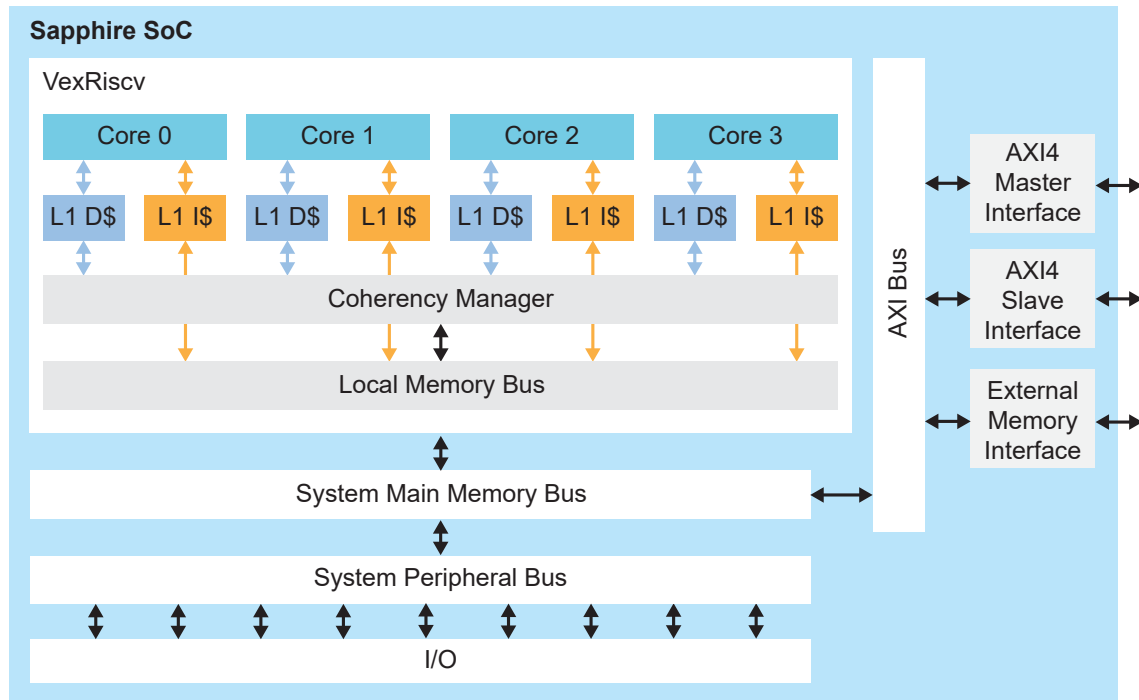 Sapphire SoC
VexRiscv
Core 0
Core 1
Core 2
Core 3
L1 D$
L1 I$
L1 D$
L1 I$
L1 D$
L1 I$
L1 D$
L1 I$
Coherency Manager
Local Memory Bus
System Main Memory Bus
System Peripheral Bus
I/O
AXI Bus
AXI4
Master
Interface
AXI4
Slave
Interface
External
Memory
Interface